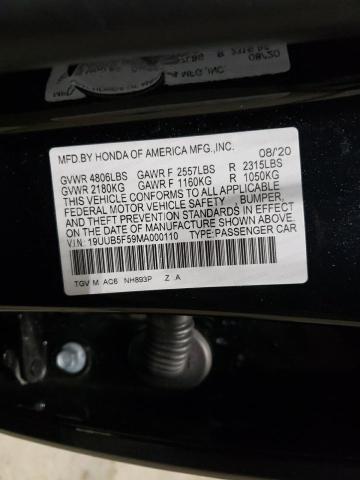 MFD.BY HONDA OF AMERICA MFG.,INC. 08/20
GVWR 4806LBS GAWR F 2557LBS R 2315LBS
GVWR 2180KG GAWR F 1160KG R 1050KG
THIS VEHICLE CONFORMS TO ALL APPLICABLE
FEDERAL MOTOR VEHICLE SAFETY, BUMPER,
AND THEFT PREVENTION STANDARDS IN EFFECT
ON THE DATE OF MANUFACTURE SHOWN ABOVE.
V.I.N: 19UUB5F59MA000110 TYPE:PASSENGER CAR
TGV M AC6 NH893P Z A